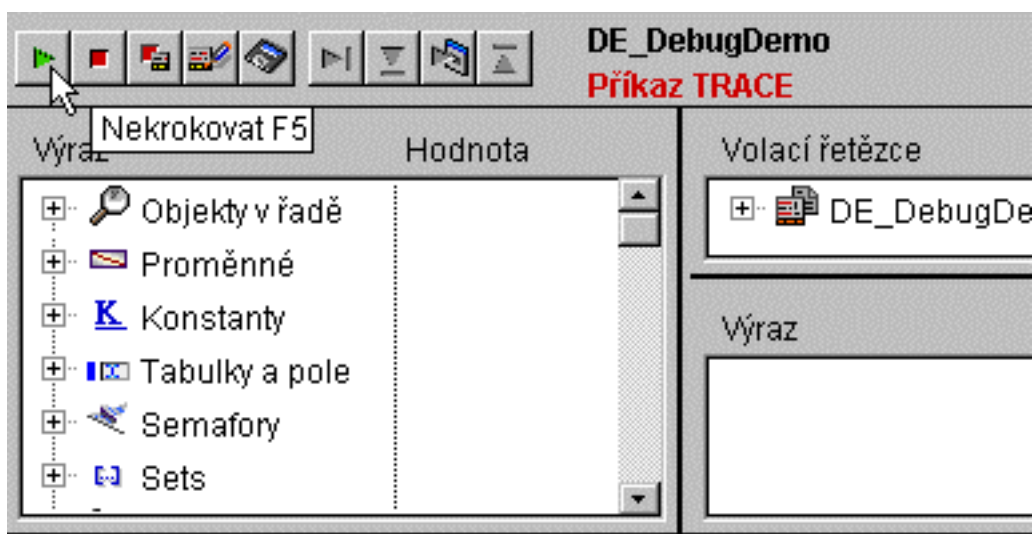 DE_DebugDemo
Příkaz TRACE
Nekrokovat F5
Výraz Hodnota
Objekty v řadě
Proměnné
K Konstanty
Tabulky a pole
Semafory
Sets
Volací řetězce
DE_DebugDe
Výraz